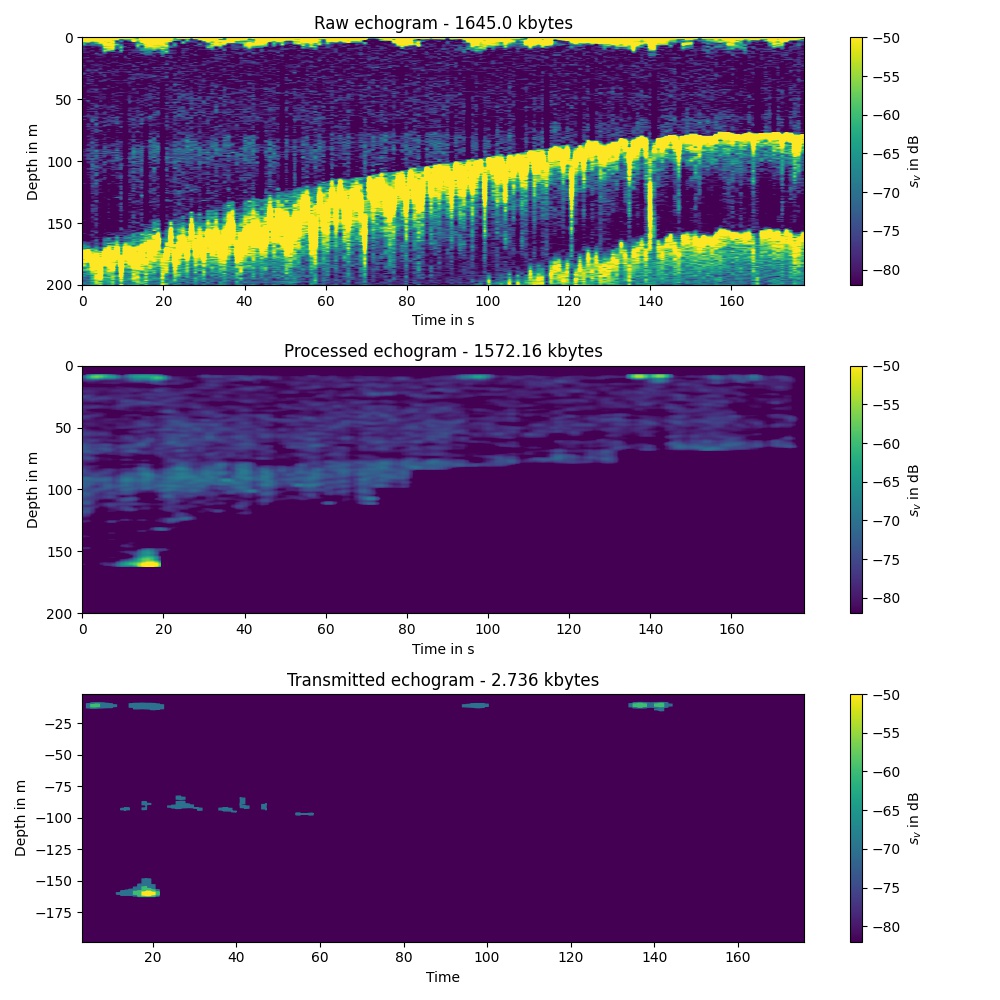 Raw echogram - 1645.0 kbytes
0
50
100
150
200
Depth in m
0 20 40 60 80 100 120 140 160
Time in s
−50
−55
−60
−65
−70
−75
−80
sv in dB
Processed echogram - 1572.16 kbytes
0
50
100
150
200
Depth in m
0 20 40 60 80 100 120 140 160
Time in s
−50
−55
−60
−65
−70
−75
−80
sv in dB
Transmitted echogram - 2.736 kbytes
−25
−50
−75
−100
−125
−150
−175
Depth in m
20 40 60 80 100 120 140 160
Time
−50
−55
−60
−65
−70
−75
−80
sv in dB